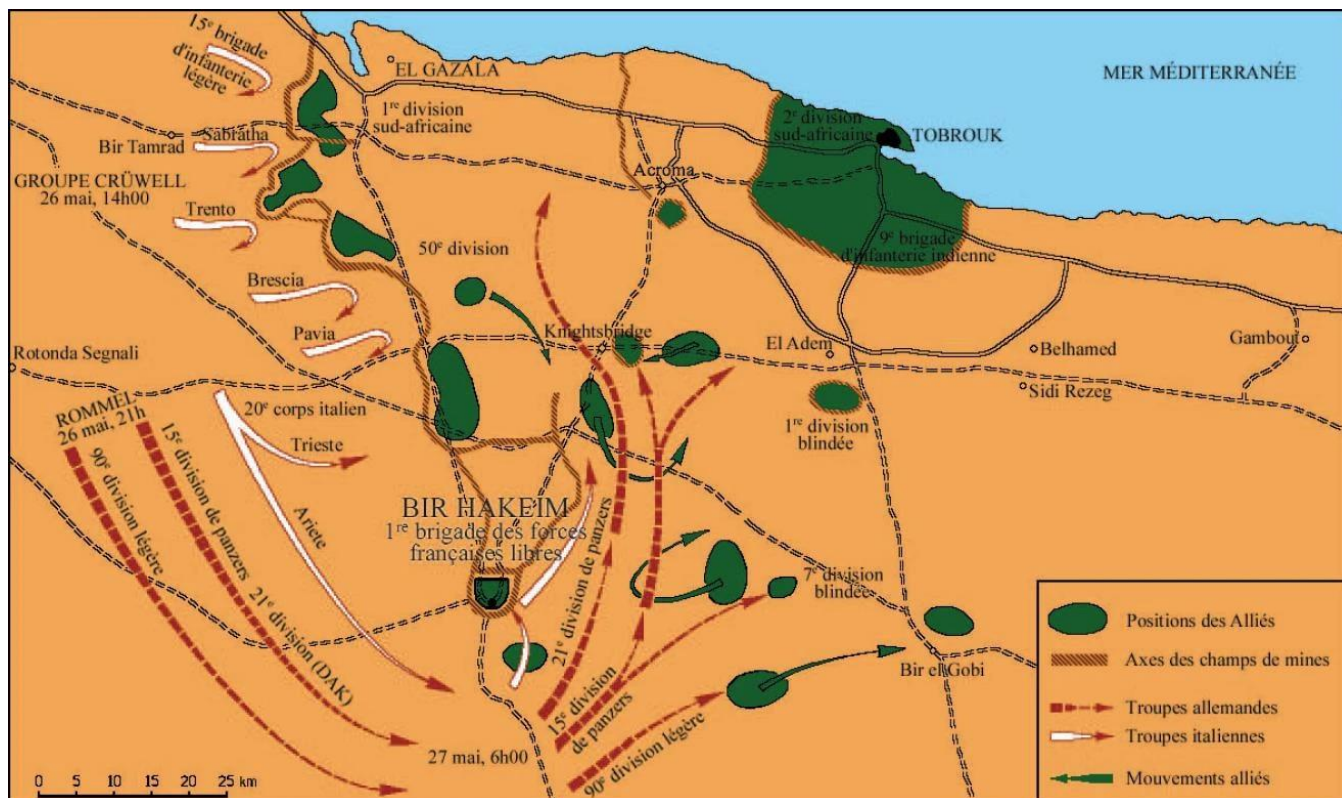 15e brigade
d'infanterie
légère
EL GAZALA
MER MÉDITERRANÉE
1re division
sud-africaine
2e division
sud-africaine
TOBROUK
Sabratha
Bir Tamrad
GROUPE CRÜWELL
26 mai, 14h00
Acroma
Trento
9e brigade
d'infanterie indienne
50e division
Brescia
Pavia
Knightsbridge
El Adem
Belhamed
Gambout
Rotonda Segnali
Sidi Rezeg
ROMMEL
26 mai, 21h
20e corps italien
Trieste
1re division
blindée
15e division de panzers
21e division (DAK)
90e division légère
Ariete
BIR HAKEIM
1re brigade des forces
françaises libres
21e division de panzers
7e division
blindée
Bir el Gobi
15e division
de panzers
90e division légère
27 mai, 6h00
0 5 10 15 20 25 km
Positions des Alliés
Axes des champs de mines
Troupes allemandes
Troupes italiennes
Mouvements alliés